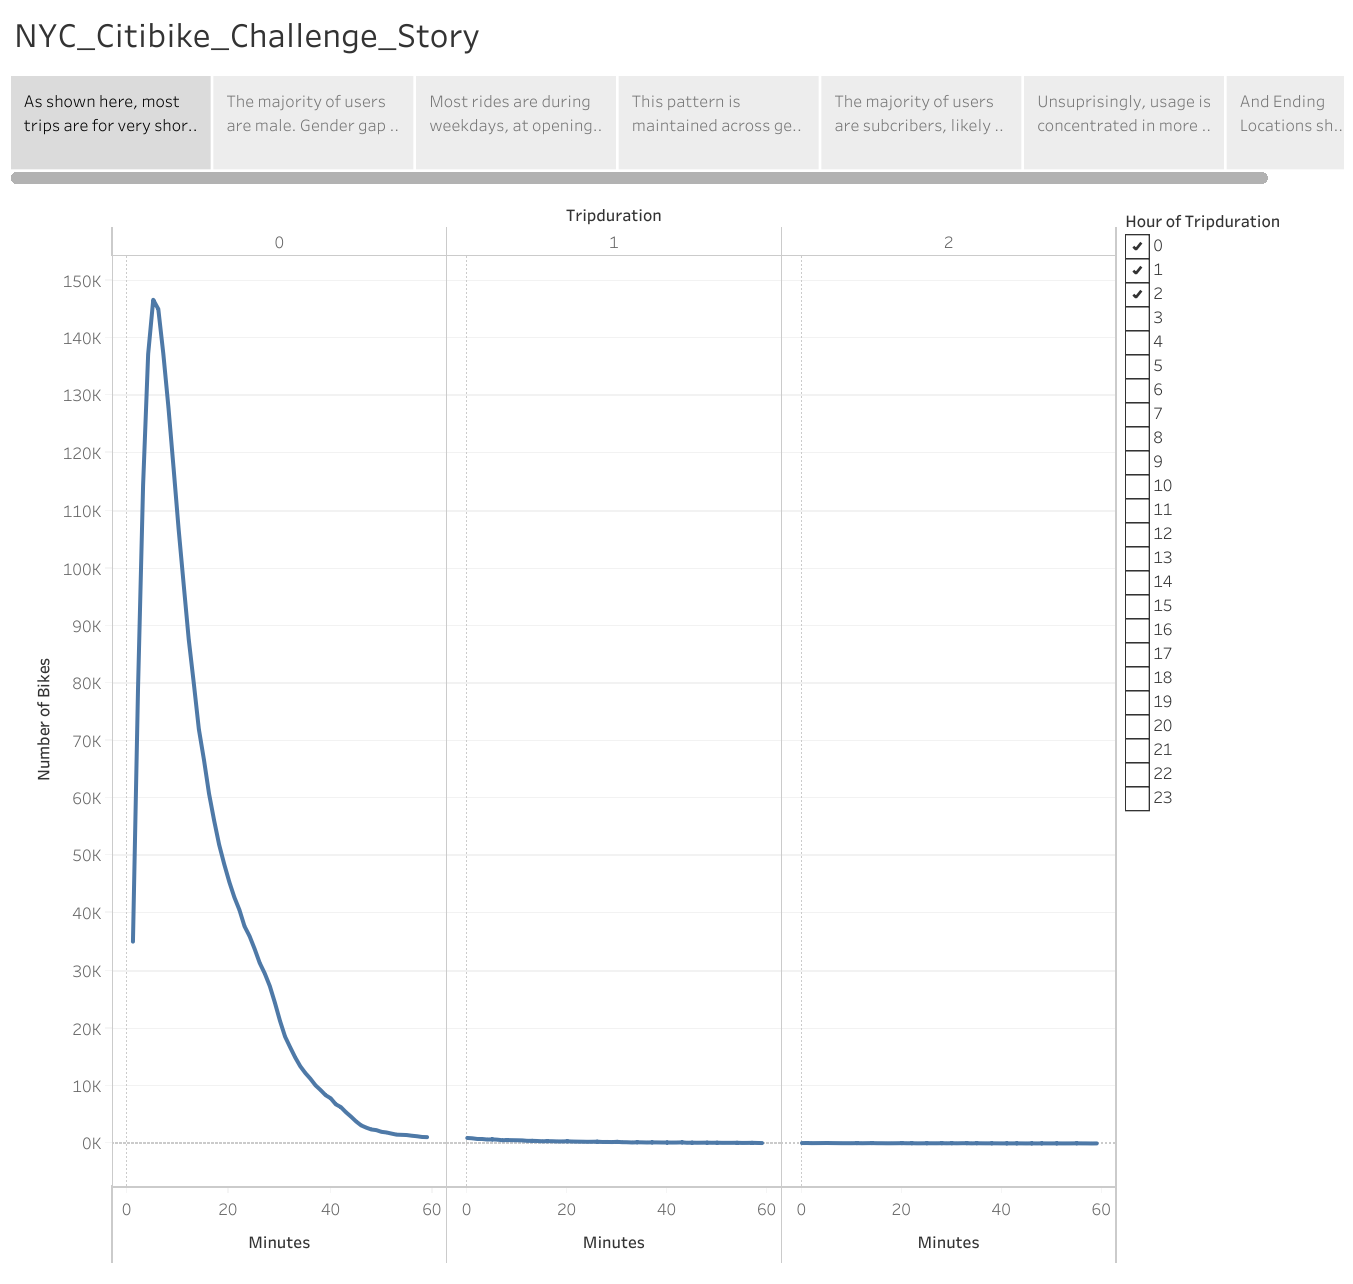 NYC_Citibike_Challenge_Story
As shown here, most
trips are for very shor..
The majority of users
are male. Gender gap ..
Most rides are during
weekdays, at opening..
This pattern is
maintained across ge..
The majority of users
are subcribers, likely ..
Unsuprisingly, usage is
concentrated in more ..
And Ending
Locations sh..
Tripduration
0 1 2
150K
140K
130K
120K
110K
100K
90K
80K
70K
60K
50K
40K
30K
20K
10K
0K
Number of Bikes
0 20 40 60 0 20 40 60 0 20 40 60
Minutes Minutes Minutes
Hour of Tripduration
0
1
2
3
4
5
6
7
8
9
10
11
12
13
14
15
16
17
18
19
20
21
22
23